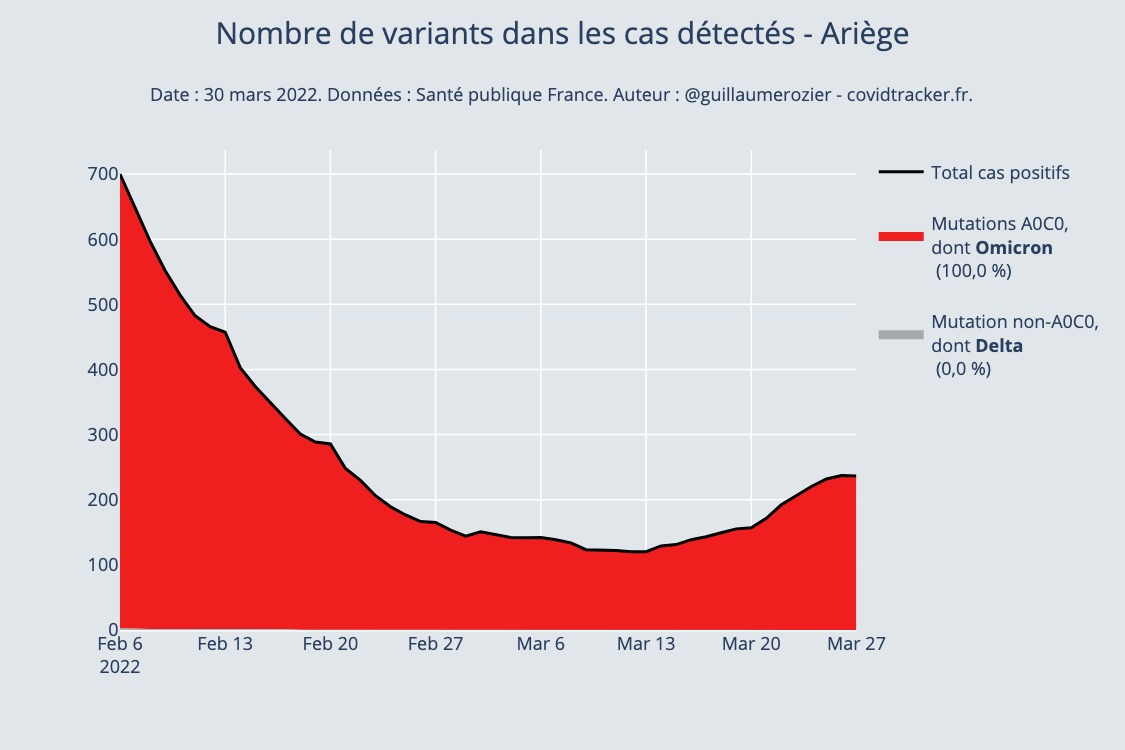 Nombre de variants dans les cas détectés - Ariège
Date : 30 mars 2022. Données : Santé publique France. Auteur : @guillaumerozier - covidtracker.fr.
700
600
500
400
300
200
100
0
Feb 6
2022
Feb 13
Feb 20
Feb 27
Mar 6
Mar 13
Mar 20
Mar 27
Total cas positifs
Mutations A0C0,
dont Omicron
(100,0 %)
Mutation non-A0C0,
dont Delta
(0,0 %)